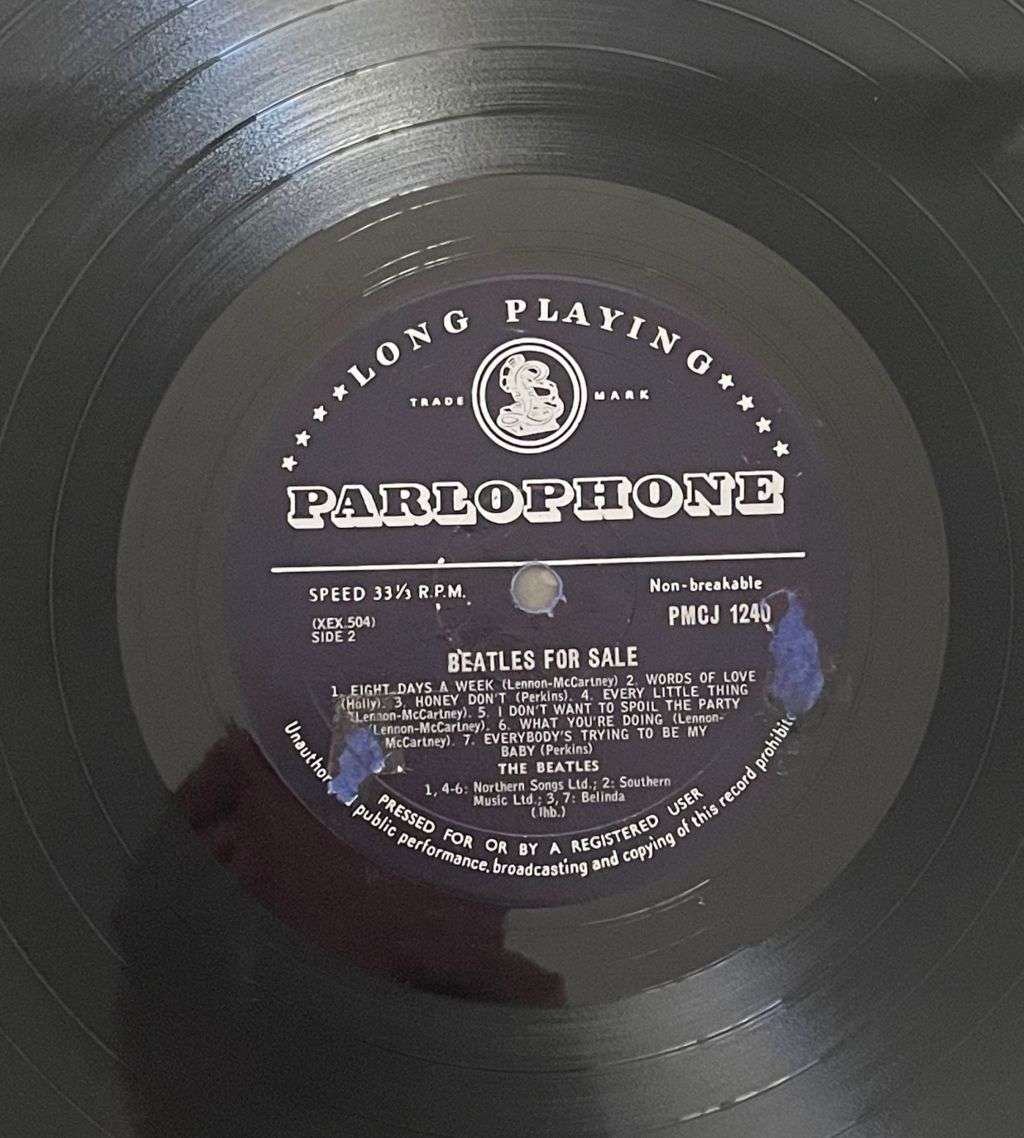 LONG PLAYING
TRADE MARK
PARLOPHONE
SPEED 33⅓ R.P.M.
Non-breakable
(XEX.504)
SIDE 2
PMCJ 1240
BEATLES FOR SALE
1. EIGHT DAYS A WEEK (Lennon-McCartney) 2. WORDS OF LOVE
(Holly). 3. HONEY DON'T (Perkins). 4. EVERY LITTLE THING
(Lennon-McCartney). 5. I DON'T WANT TO SPOIL THE PARTY
(Lennon-McCartney). 6. WHAT YOU'RE DOING (Lennon-
McCartney). 7. EVERYBODY'S TRYING TO BE MY
BABY (Perkins)
THE BEATLES
1, 4-6: Northern Songs Ltd.; 2: Southern
Music Ltd.; 3, 7: Belinda
(Jhb.)
PRESSED FOR OR BY A REGISTERED USER
public performance, broadcasting and copying of this record